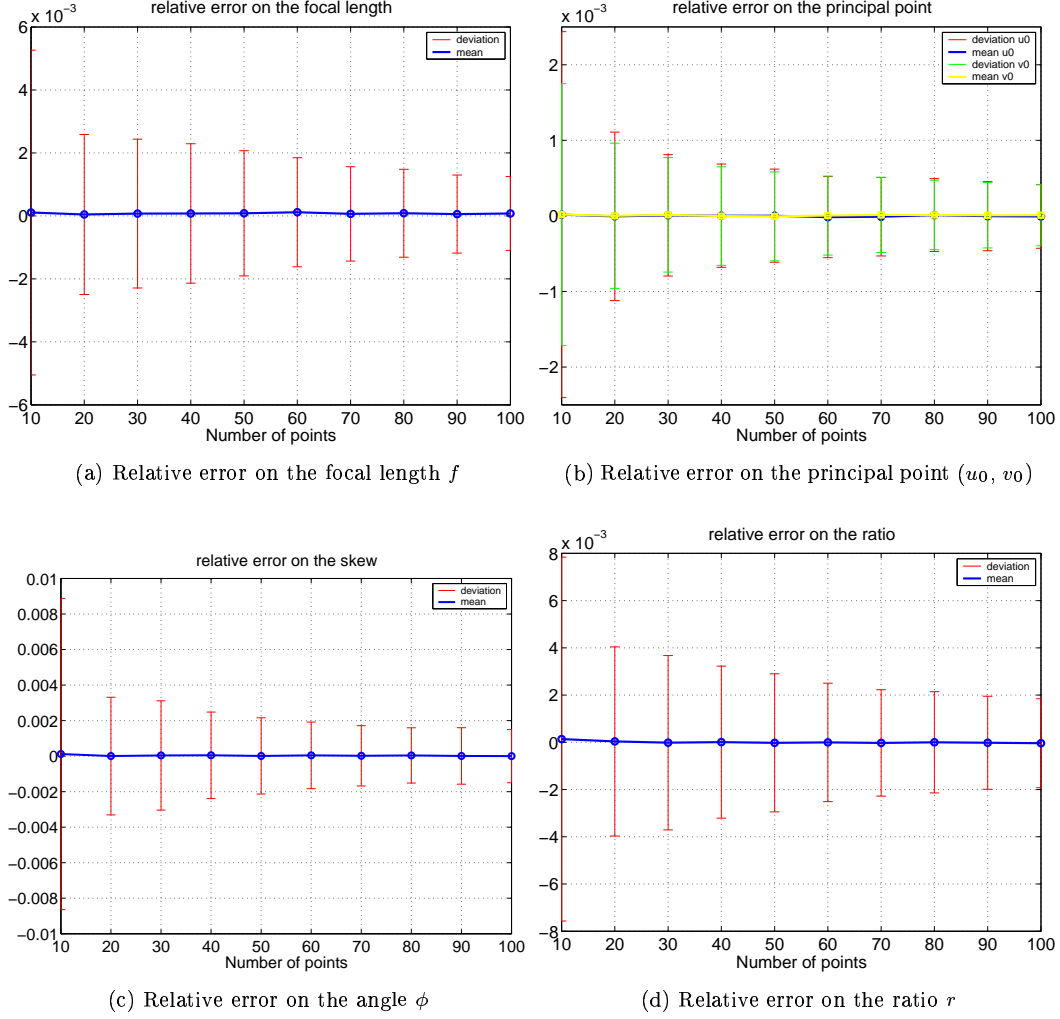 relative error on the focal length
x 10⁻³
6
4
2
0
−2
−4
−6
10 20 30 40 50 60 70 80 90 100
Number of points
deviation
mean
(a) Relative error on the focal length f
relative error on the principal point
x 10⁻³
2
1
0
−1
−2
10 20 30 40 50 60 70 80 90 100
Number of points
deviation u0
mean u0
deviation v0
mean v0
(b) Relative error on the principal point (u₀, v₀)
relative error on the skew
0.01
0.008
0.006
0.004
0.002
0
−0.002
−0.004
−0.006
−0.008
−0.01
10 20 30 40 50 60 70 80 90 100
Number of points
deviation
mean
(c) Relative error on the angle ϕ
relative error on the ratio
x 10⁻³
8
6
4
2
0
−2
−4
−6
−8
10 20 30 40 50 60 70 80 90 100
Number of points
deviation
mean
(d) Relative error on the ratio r